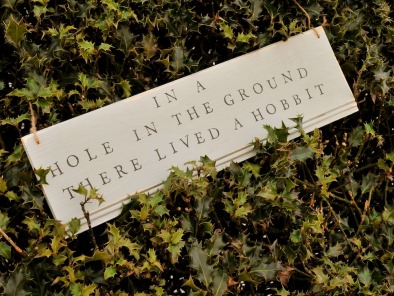 IN A
HOLE IN THE GROUND
THERE LIVED A HOBBIT